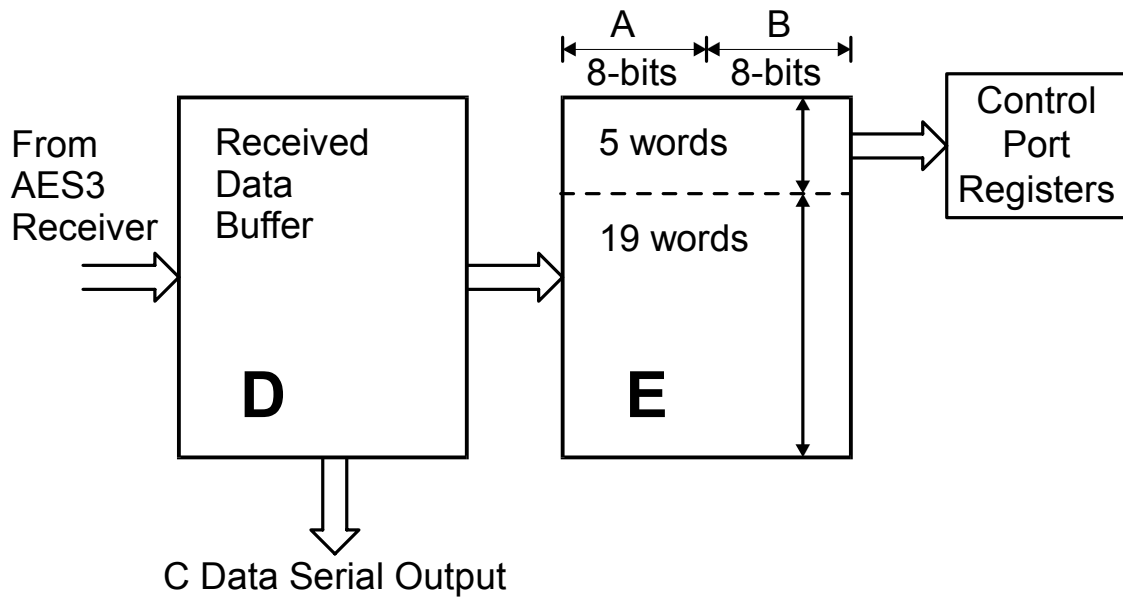 A
B
8-bits
8-bits
From
AES3
Receiver
Received
Data
Buffer
5 words
19 words
Control
Port
Registers
D
E
C Data Serial Output